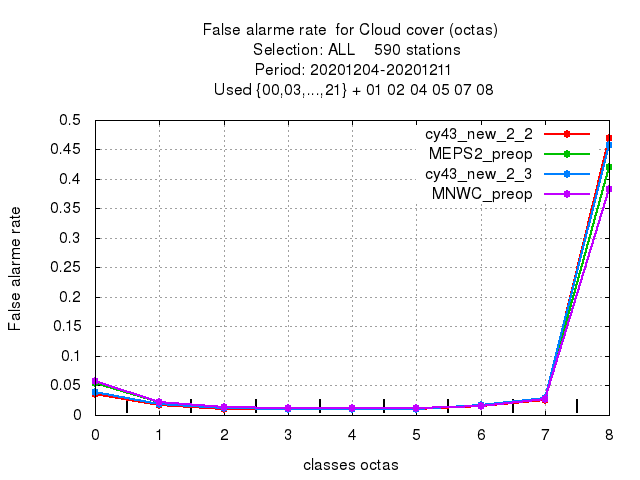 False alarme rate  for Cloud cover (octas)
Selection: ALL    590 stations
Period: 20201204-20201211
Used {00,03,...,21} + 01 02 04 05 07 08
cy43_new_2_2
MEPS2_preop
cy43_new_2_3
MNWC_preop
0.5
0.45
0.4
0.35
0.3
0.25
0.2
0.15
0.1
0.05
0
False alarme rate
0 1 2 3 4 5 6 7 8
classes octas